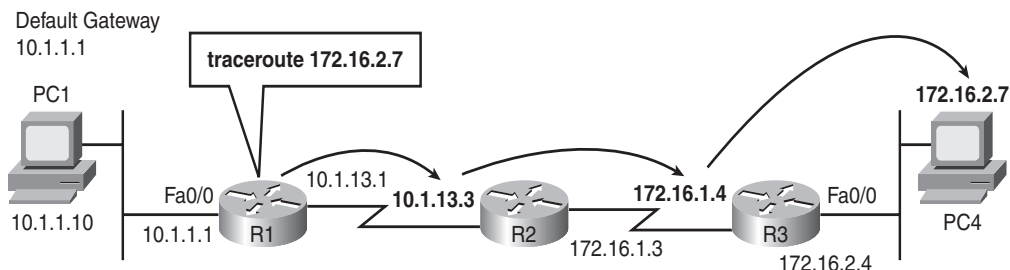 Default Gateway
10.1.1.1
traceroute 172.16.2.7
PC1
172.16.2.7
Fa0/0
10.1.13.1
10.1.13.3
172.16.1.4
Fa0/0
10.1.1.10
10.1.1.1
R1
R2
172.16.1.3
R3
172.16.2.4
PC4